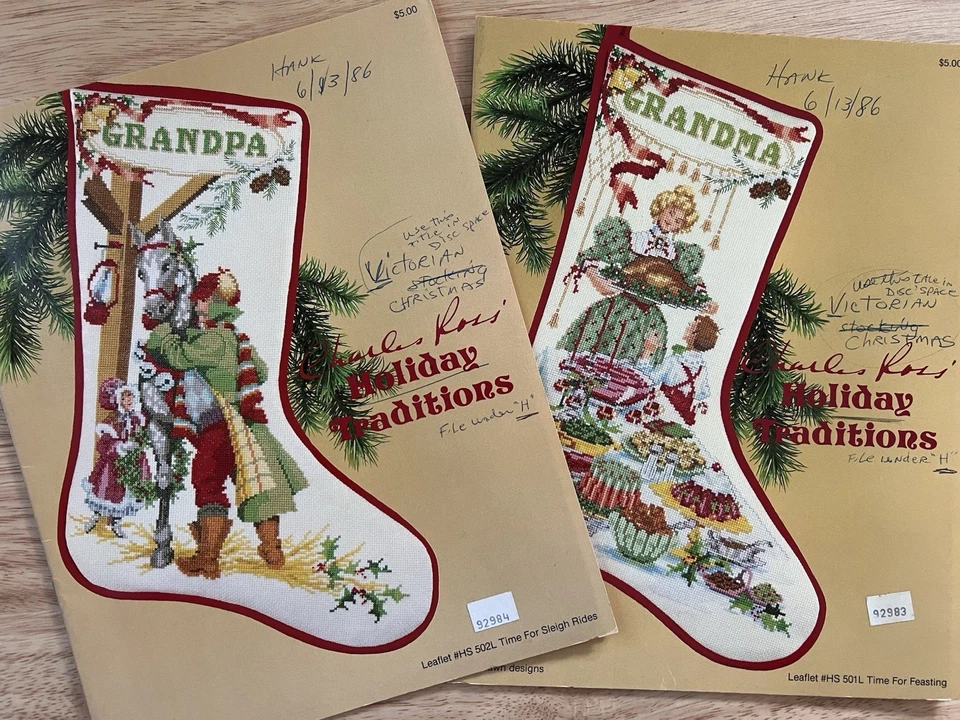 $5.00
HANK
6/13/86
GRANDPA
use this
TITLE in
DISC SPACE
VICTORIAN
stocking
CHRISTMAS
Charles Ross'
Holiday
Traditions
File under "H"
92984
Leaflet #HS 502L Time For Sleigh Rides
$5.00
HANK
6/13/86
GRANDMA
use this title in
DISC SPACE
VICTORIAN
stocking
CHRISTMAS
Charles Ross'
Holiday
Traditions
File under "H"
92983
designs
Leaflet #HS 501L Time For Feasting